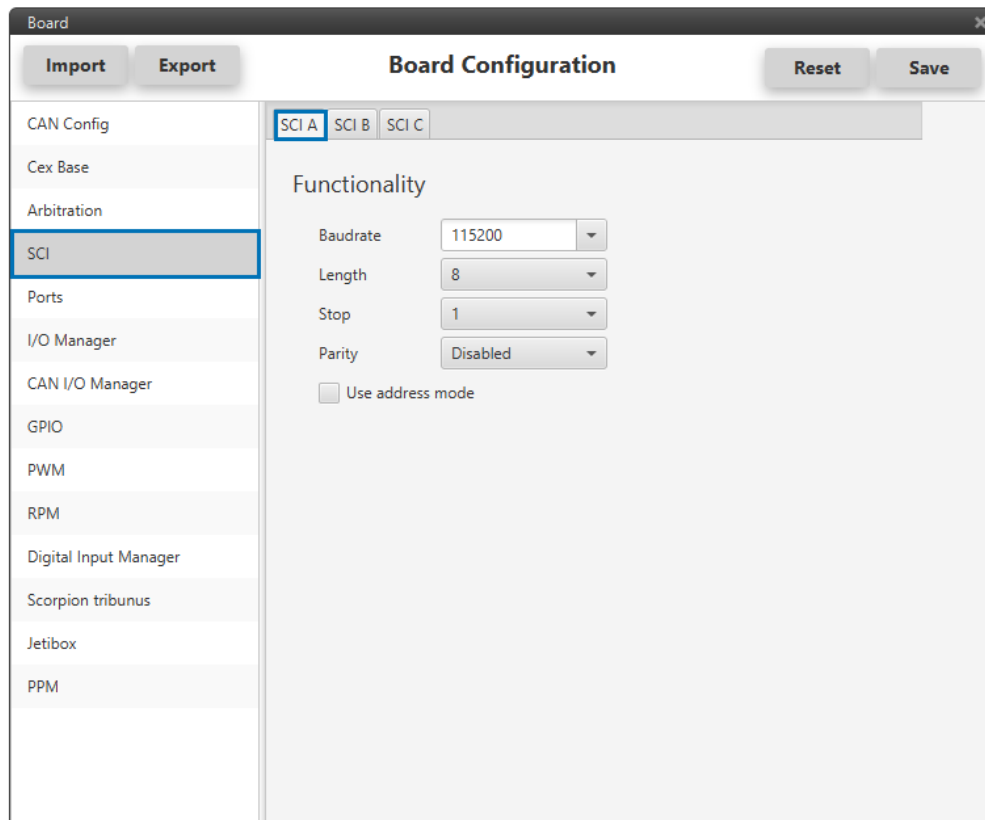 Board
Import Export Board Configuration Reset Save
CAN Config
Cex Base
Arbitration
SCI
Ports
I/O Manager
CAN I/O Manager
GPIO
PWM
RPM
Digital Input Manager
Scorpion tribunus
Jetibox
PPM
SCI A SCI B SCI C
Functionality
Baudrate 115200
Length 8
Stop 1
Parity Disabled
Use address mode